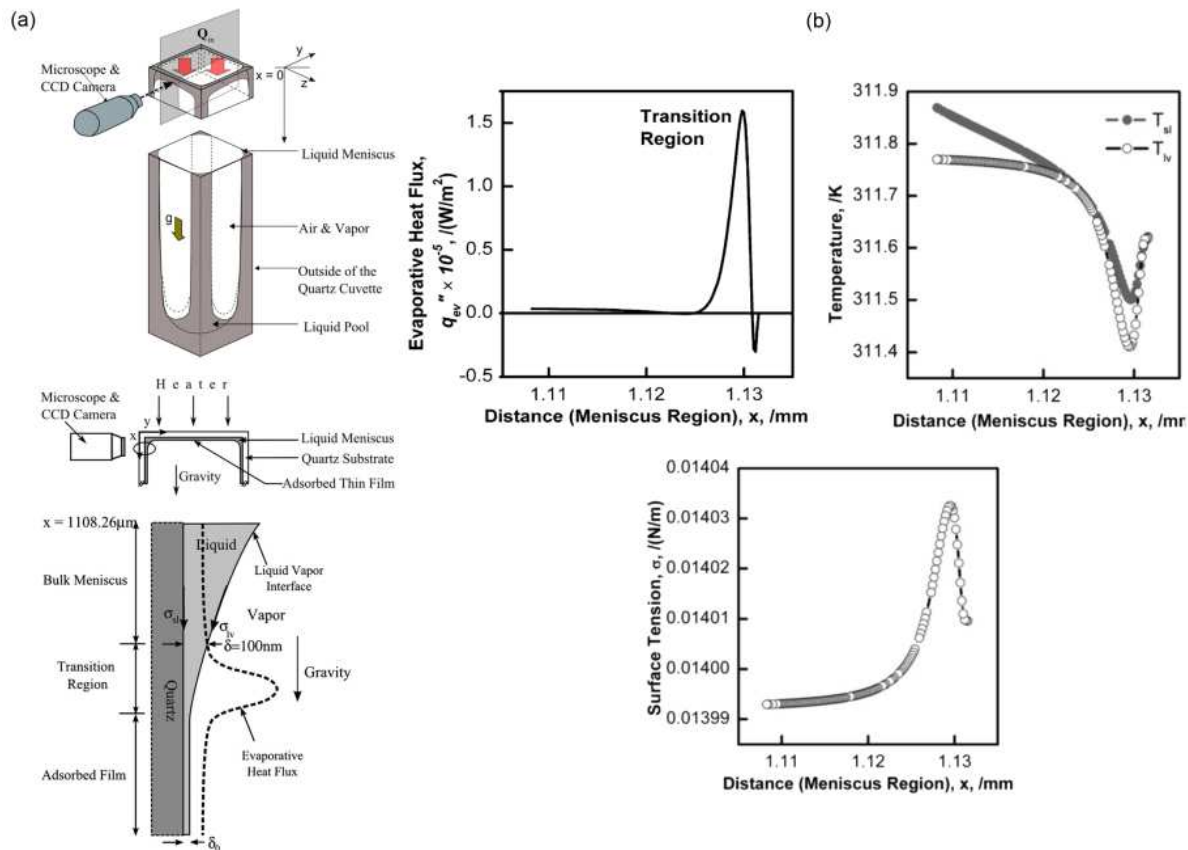 (a)
Q_in
Microscope &
CCD Camera
x = 0
y
z
Liquid Meniscus
g
Air & Vapor
Outside of the
Quartz Cuvette
Liquid Pool
Heater
Microscope &
CCD Camera
y
x
Liquid Meniscus
Quartz Substrate
Adsorbed Thin Film
Gravity
x = 1108.26μm
Liquid
Bulk Meniscus
Liquid Vapor
Interface
σ_sl
Vapor
σ_lv
δ=100nm
Transition
Region
Gravity
Quartz
Evaporative
Heat Flux
Adsorbed Film
δ_0
Transition
Region
Evaporative Heat Flux,
q_ev″ × 10⁻⁵, /(W/m²)
1.5
1.0
0.5
0.0
-0.5
1.11 1.12 1.13
Distance (Meniscus Region), x, /mm
(b)
T_sl
T_lv
Temperature, /K
311.9
311.8
311.7
311.6
311.5
311.4
1.11 1.12 1.13
Distance (Meniscus Region), x, /mr
Surface Tension, σ, /(N/m)
0.01404
0.01403
0.01402
0.01401
0.01400
0.01399
1.11 1.12 1.13
Distance (Meniscus Region), x, /mm